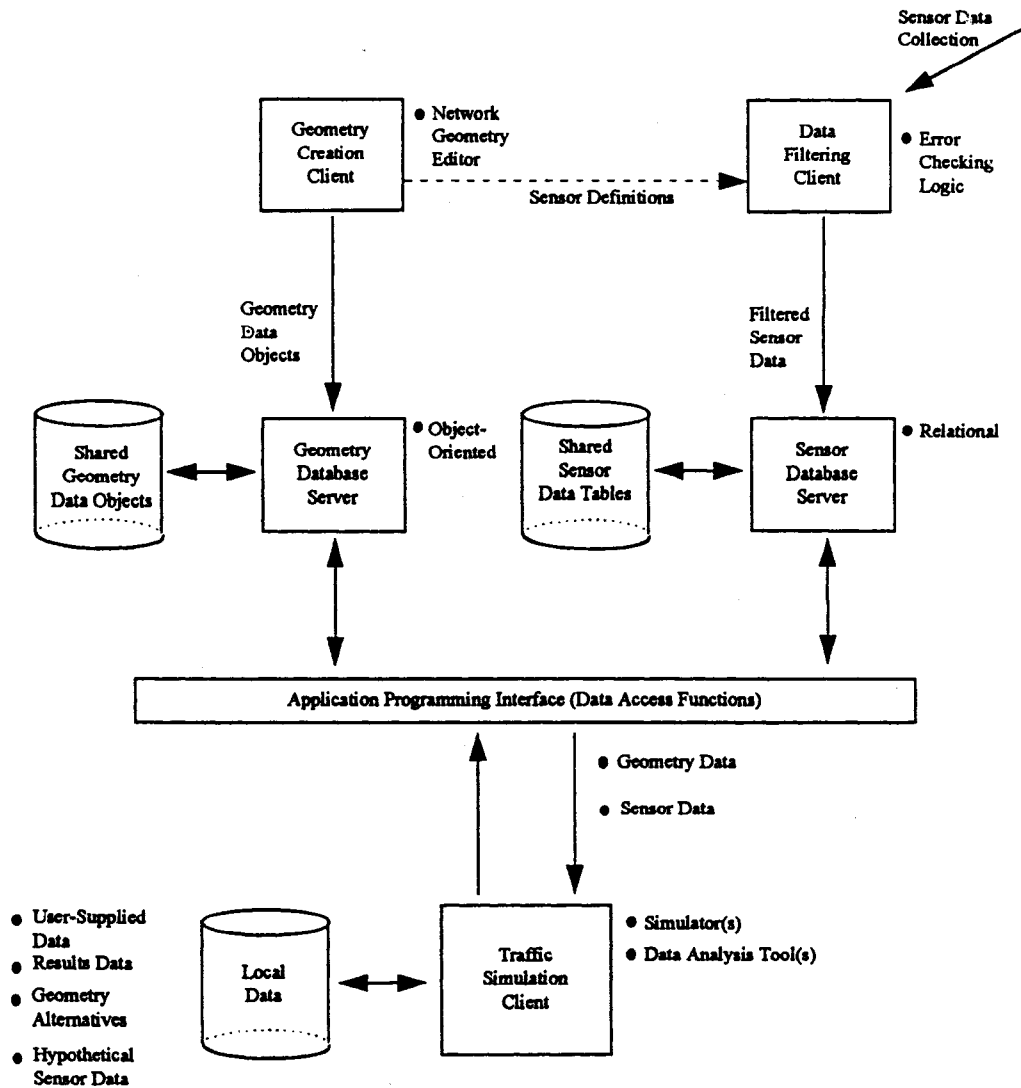 Sensor Data
Collection
Geometry
Creation
Client
● Network
Geometry
Editor
Sensor Definitions
Data
Filtering
Client
● Error
Checking
Logic
Geometry
Data
Objects
Filtered
Sensor
Data
Shared
Geometry
Data Objects
Geometry
Database
Server
● Object-
Oriented
Shared
Sensor
Data Tables
Sensor
Database
Server
● Relational
Application Programming Interface (Data Access Functions)
● Geometry Data
● Sensor Data
● User-Supplied
Data
● Results Data
● Geometry
Alternatives
● Hypothetical
Sensor Data
Local
Data
Traffic
Simulation
Client
● Simulator(s)
● Data Analysis Tool(s)